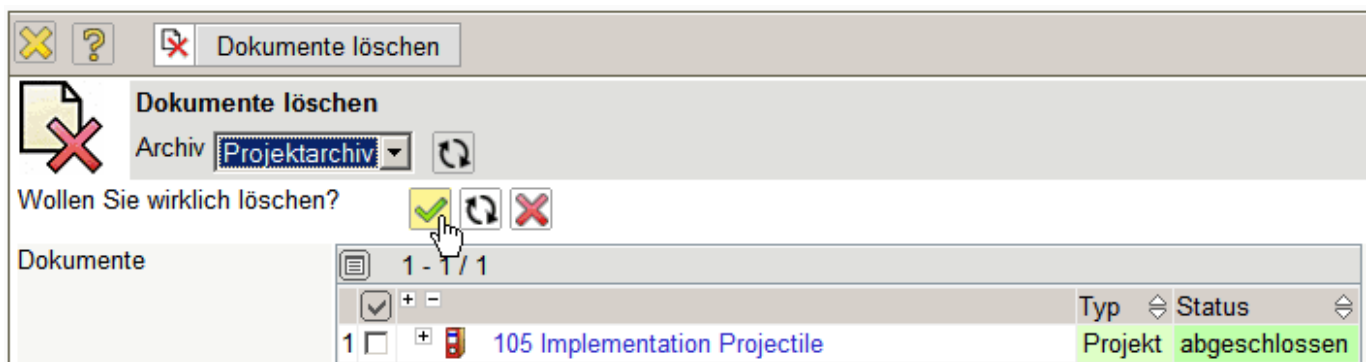 Dokumente löschen
Dokumente löschen
Archiv Projektarchiv
Wollen Sie wirklich löschen?
Dokumente
1 - 1 / 1
+ - Typ Status
1 + 105 Implementation Projectile Projekt abgeschlossen